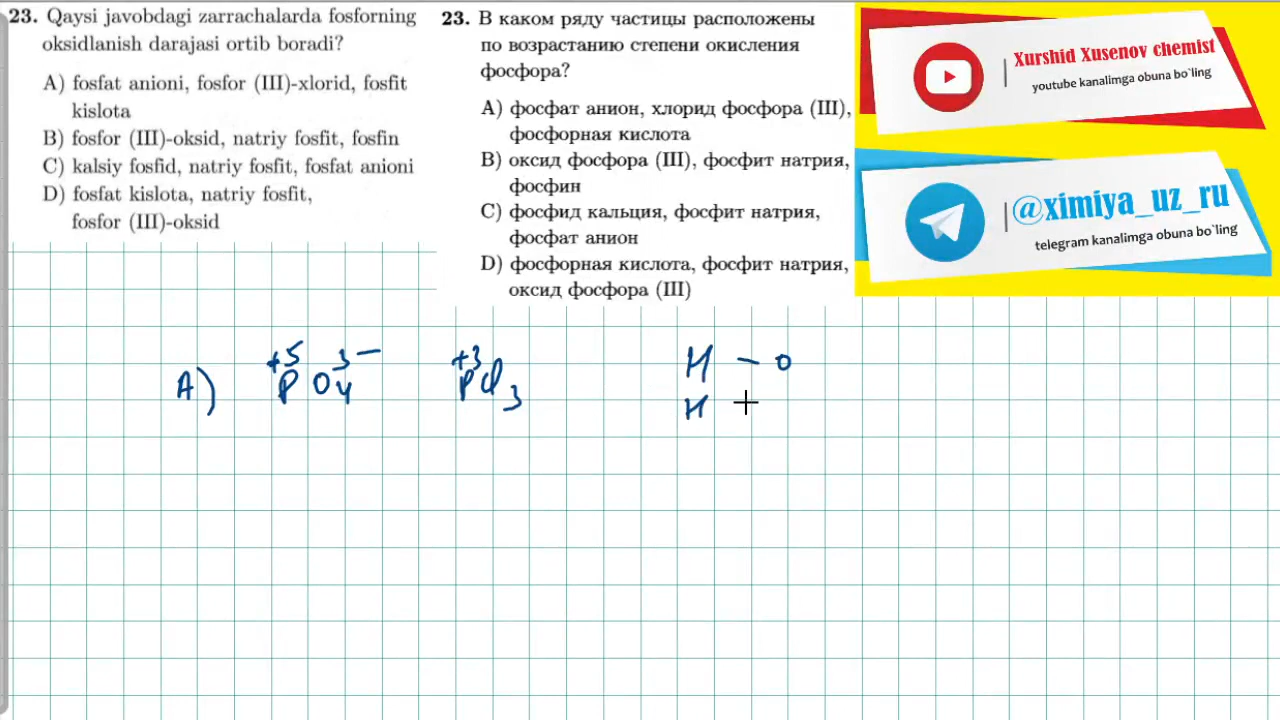 23. Qaysi javobdagi zarrachalarda fosforning
oksidlanish darajasi ortib boradi?
A) fosfat anioni, fosfor (III)-xlorid, fosfit
kislota
B) fosfor (III)-oksid, natriy fosfit, fosfin
C) kalsiy fosfid, natriy fosfit, fosfat anioni
D) fosfat kislota, natriy fosfit,
fosfor (III)-oksid
23. В каком ряду частицы расположены
по возрастанию степени окисления
фосфора?
A) фосфат анион, хлорид фосфора (III),
фосфорная кислота
B) оксид фосфора (III), фосфит натрия,
фосфин
C) фосфид кальция, фосфит натрия,
фосфат анион
D) фосфорная кислота, фосфит натрия,
оксид фосфора (III)
Xurshid Xusenov chemist
youtube kanalimga obuna bo`ling
@ximiya_uz_ru
telegram kanalimga obuna bo`ling
+5 3− +3
A) PO4 PCl3 H − O
H